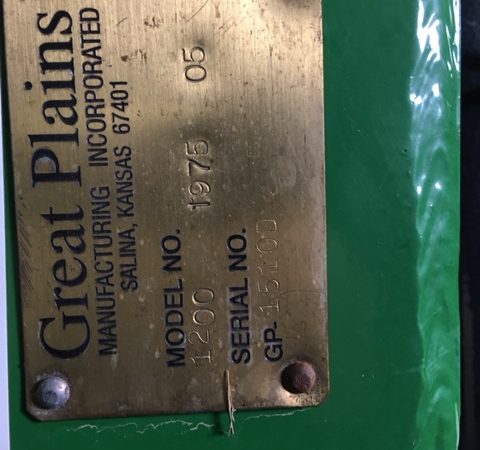 Great Plains
MANUFACTURING INCORPORATED
SALINA, KANSAS 67401
MODEL NO.
1200 1975 05
SERIAL NO.
GP-1510D